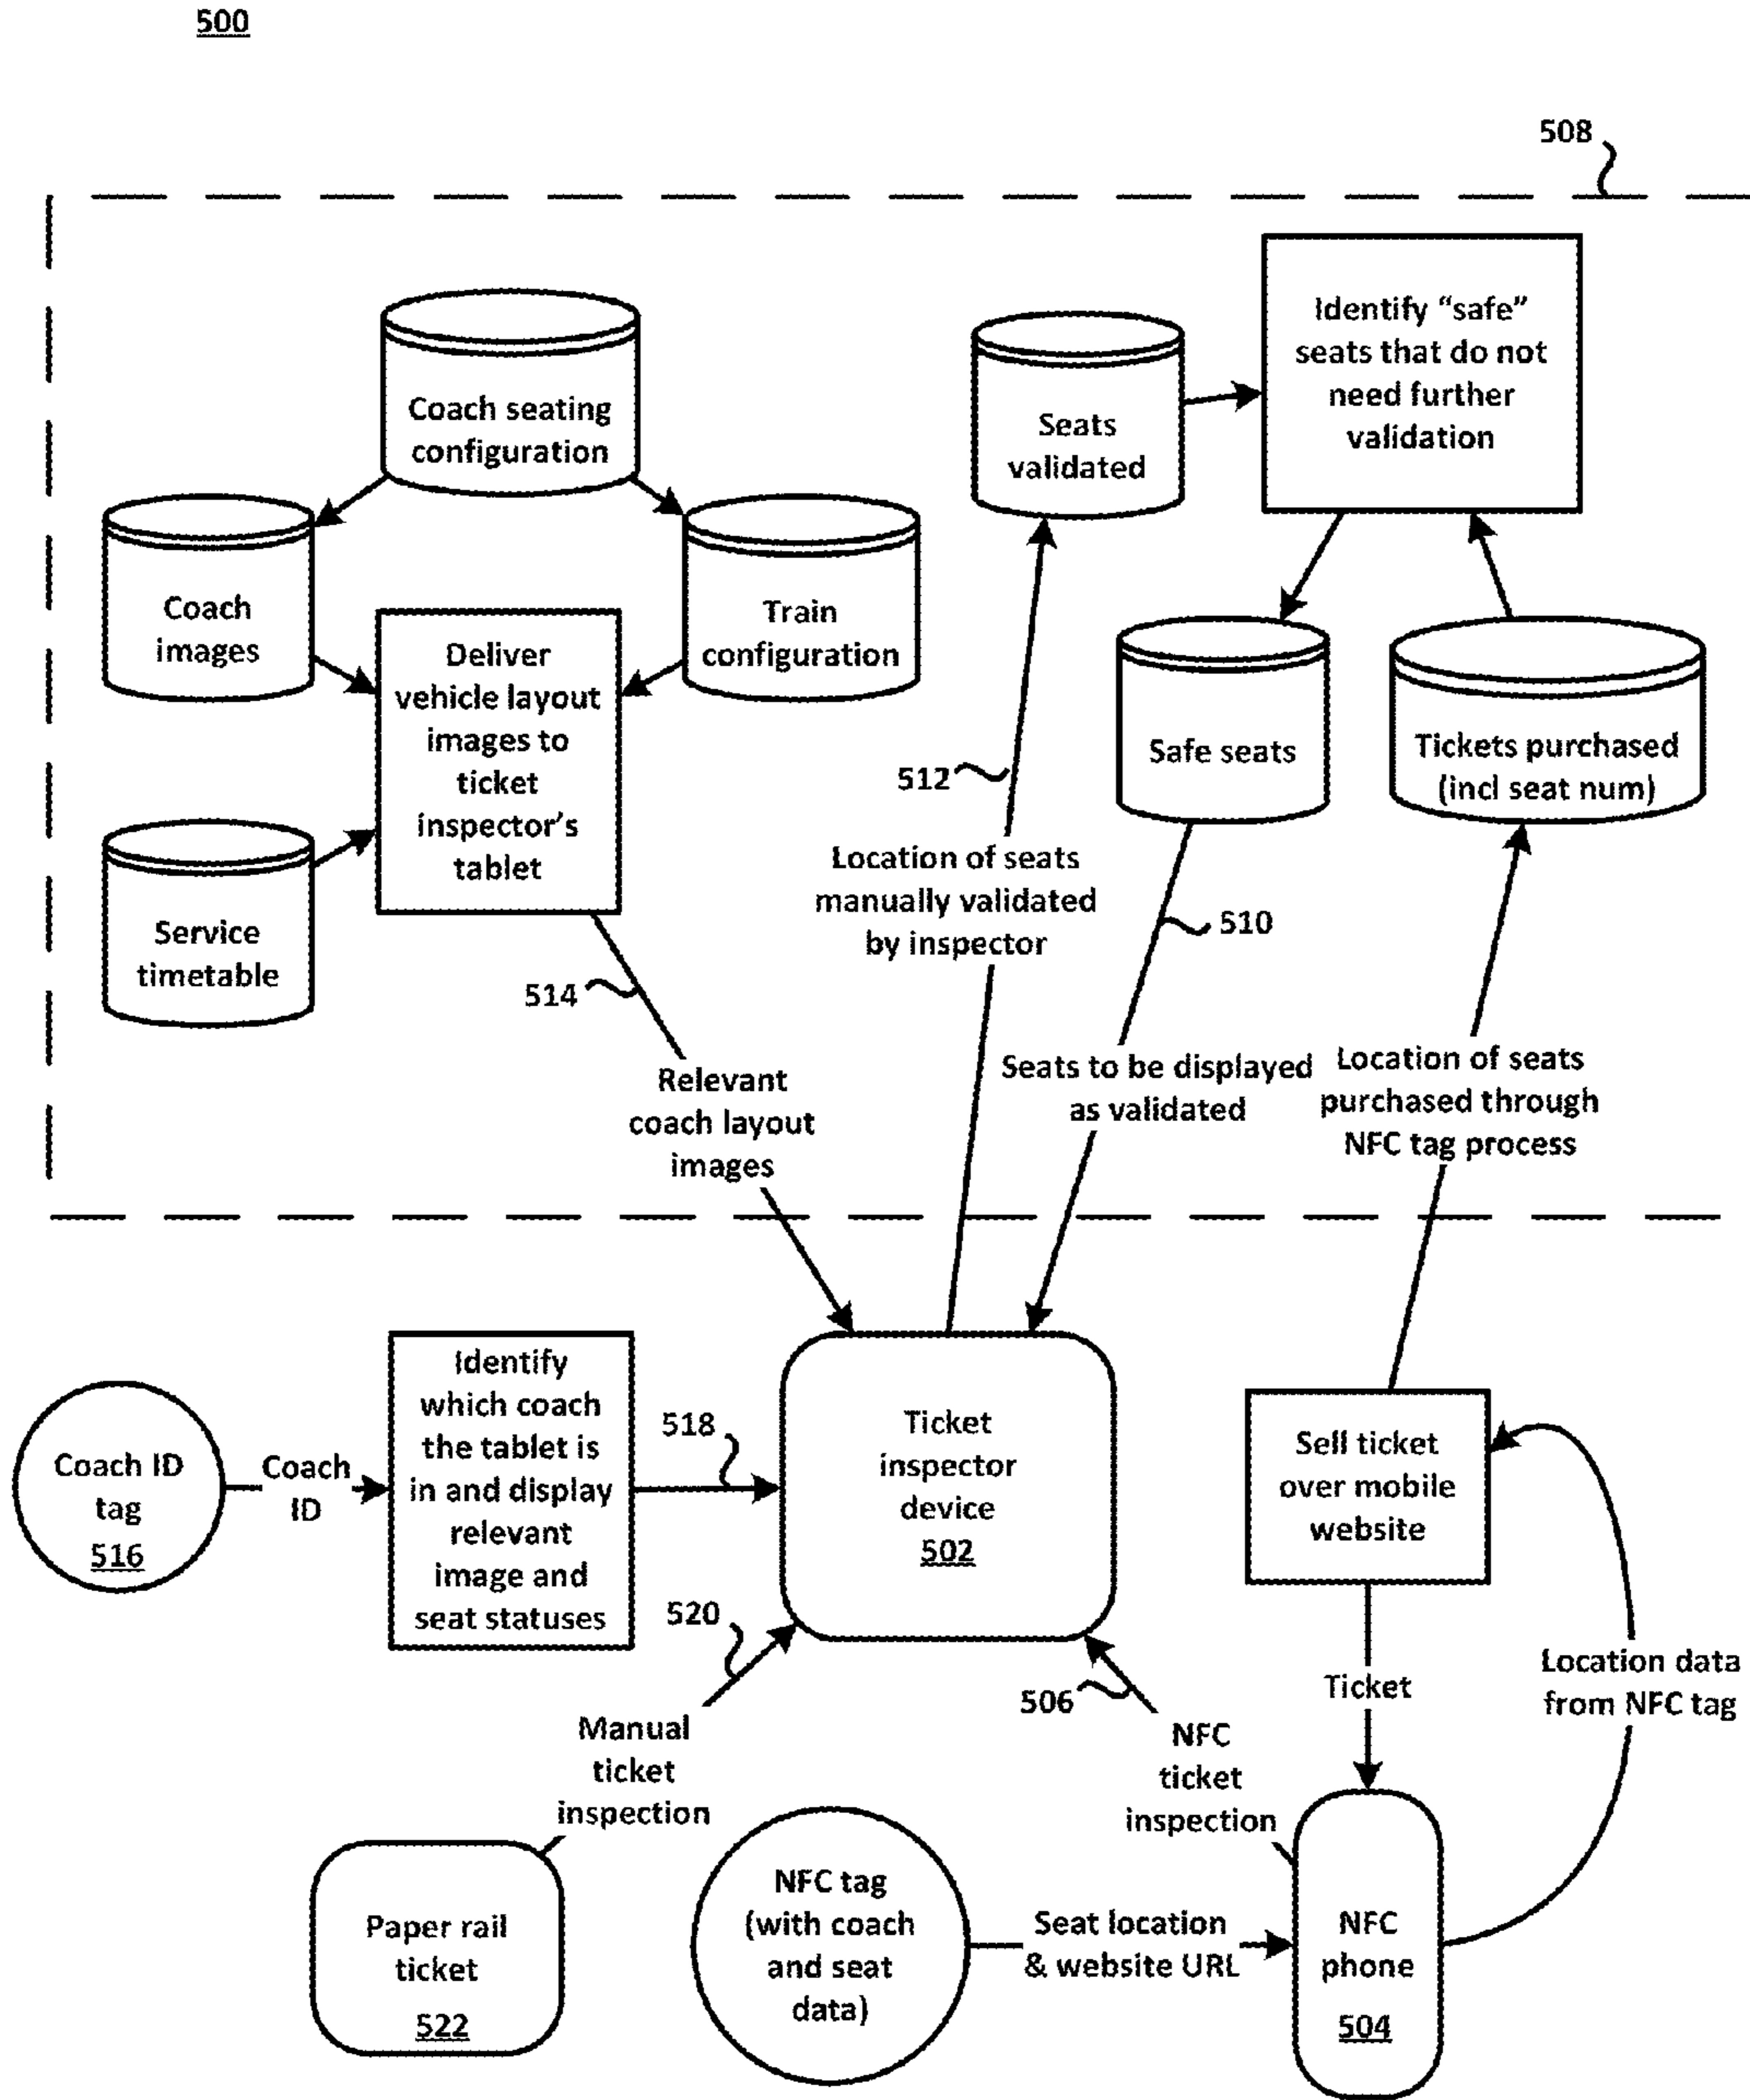 500
508
Coach seating
configuration
Seats
validated
Identify “safe”
seats that do not
need further
validation
Coach
images
Deliver
vehicle layout
images to
ticket
inspector’s
tablet
Train
configuration
Safe seats
Tickets purchased
(incl seat num)
Service
timetable
512
Location of seats
manually validated
by inspector
510
514
Relevant
coach layout
images
Seats to be displayed
as validated
Location of seats
purchased through
NFC tag process
Coach ID
tag
516
Coach
ID
Identify
which coach
the tablet is
in and display
relevant
image and
seat statuses
518
Ticket
inspector
device
502
Sell ticket
over mobile
website
520
506
Manual
ticket
inspection
NFC
ticket
inspection
Ticket
Location data
from NFC tag
Paper rail
ticket
522
NFC tag
(with coach
and seat
data)
Seat location
& website URL
NFC
phone
504